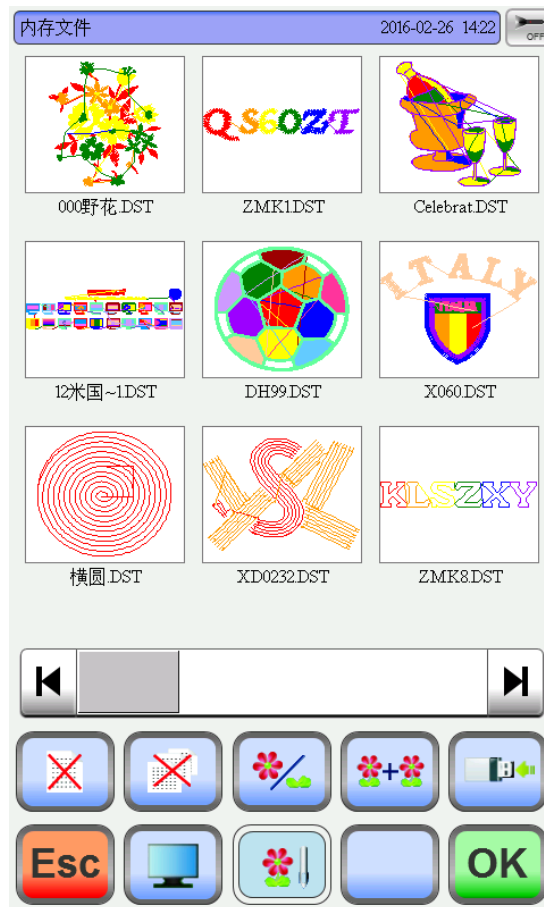 内存文件 2016-02-26 14:22
OFF
QS6OZT
000野花.DST ZMK1.DST Celebrat.DST
ITALY
ITALIA
12米国~1.DST DH99.DST X060.DST
S
KLSZXY
横圆.DST XD0232.DST ZMK8.DST
Esc OK